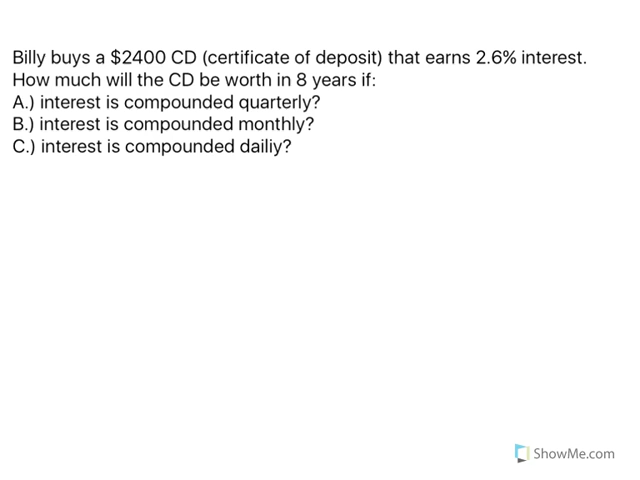 Billy buys a $2400 CD (certificate of deposit) that earns 2.6% interest.
How much will the CD be worth in 8 years if:
A.) interest is compounded quarterly?
B.) interest is compounded monthly?
C.) interest is compounded dailiy?
ShowMe.com